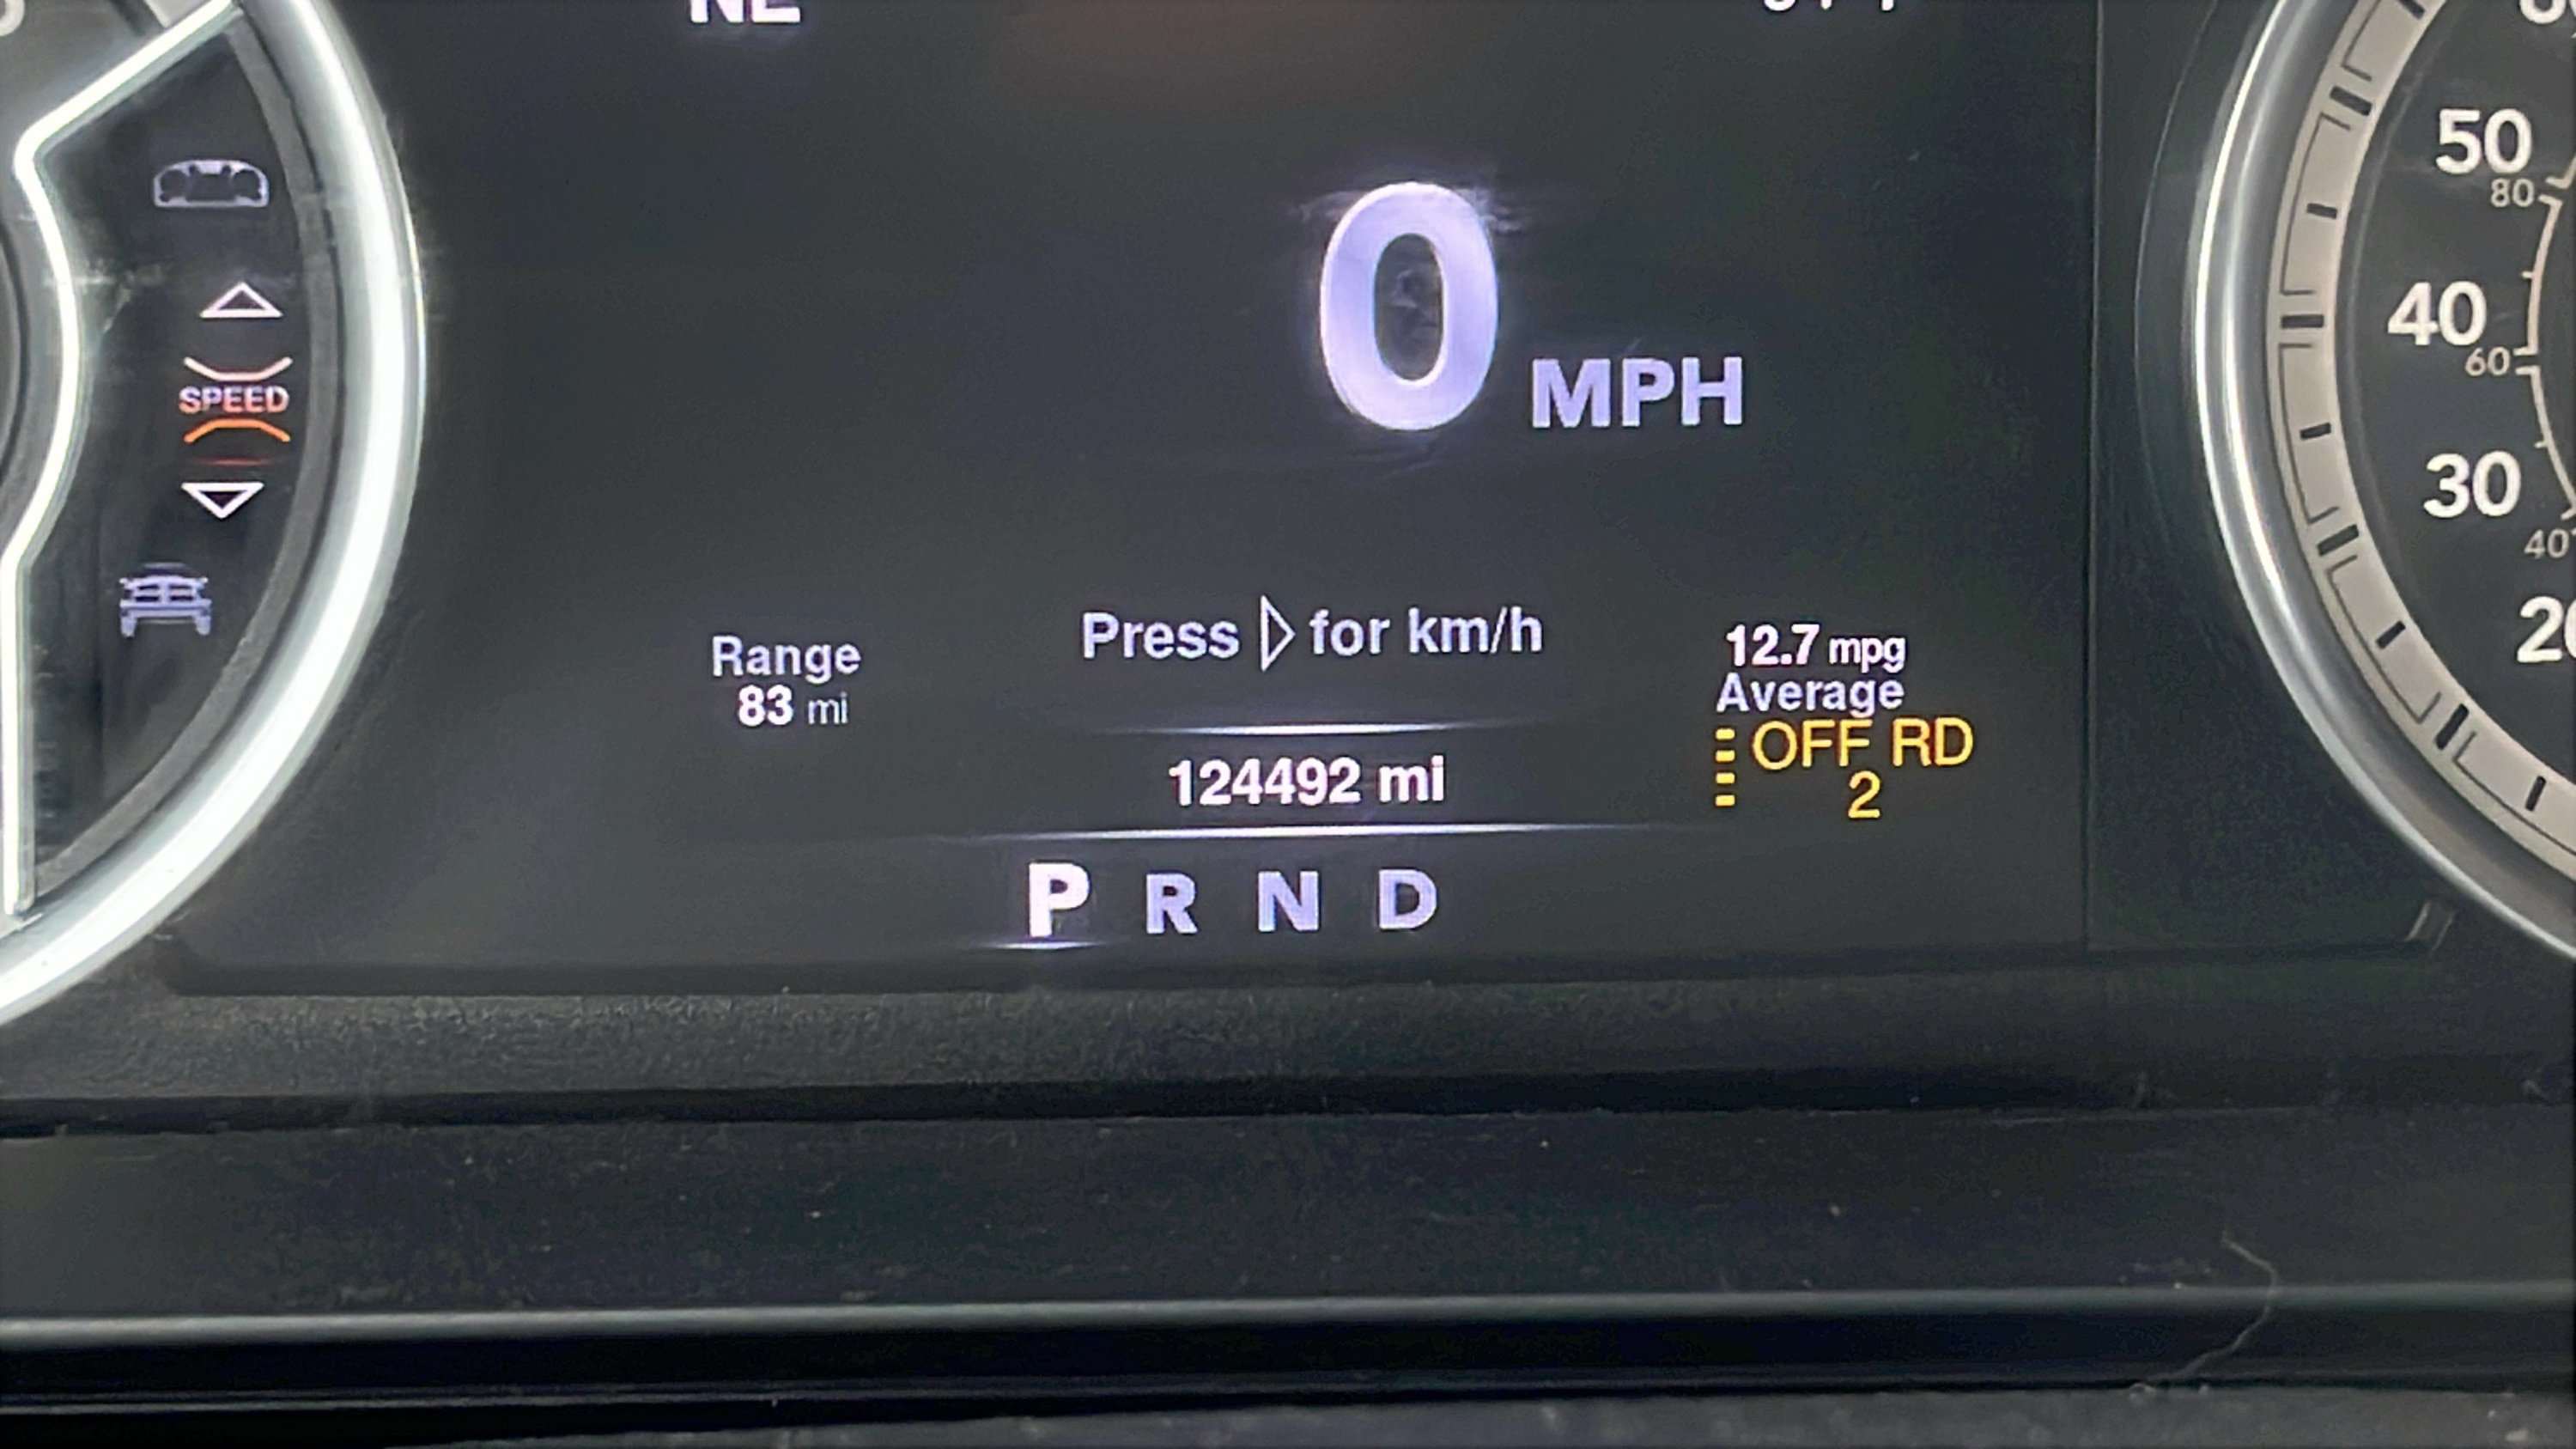 NE
0 MPH
SPEED
Press ▷ for km/h
Range
83 mi
12.7 mpg
Average
OFF RD
2
124492 mi
P R N D
50
80
40
60
30
40